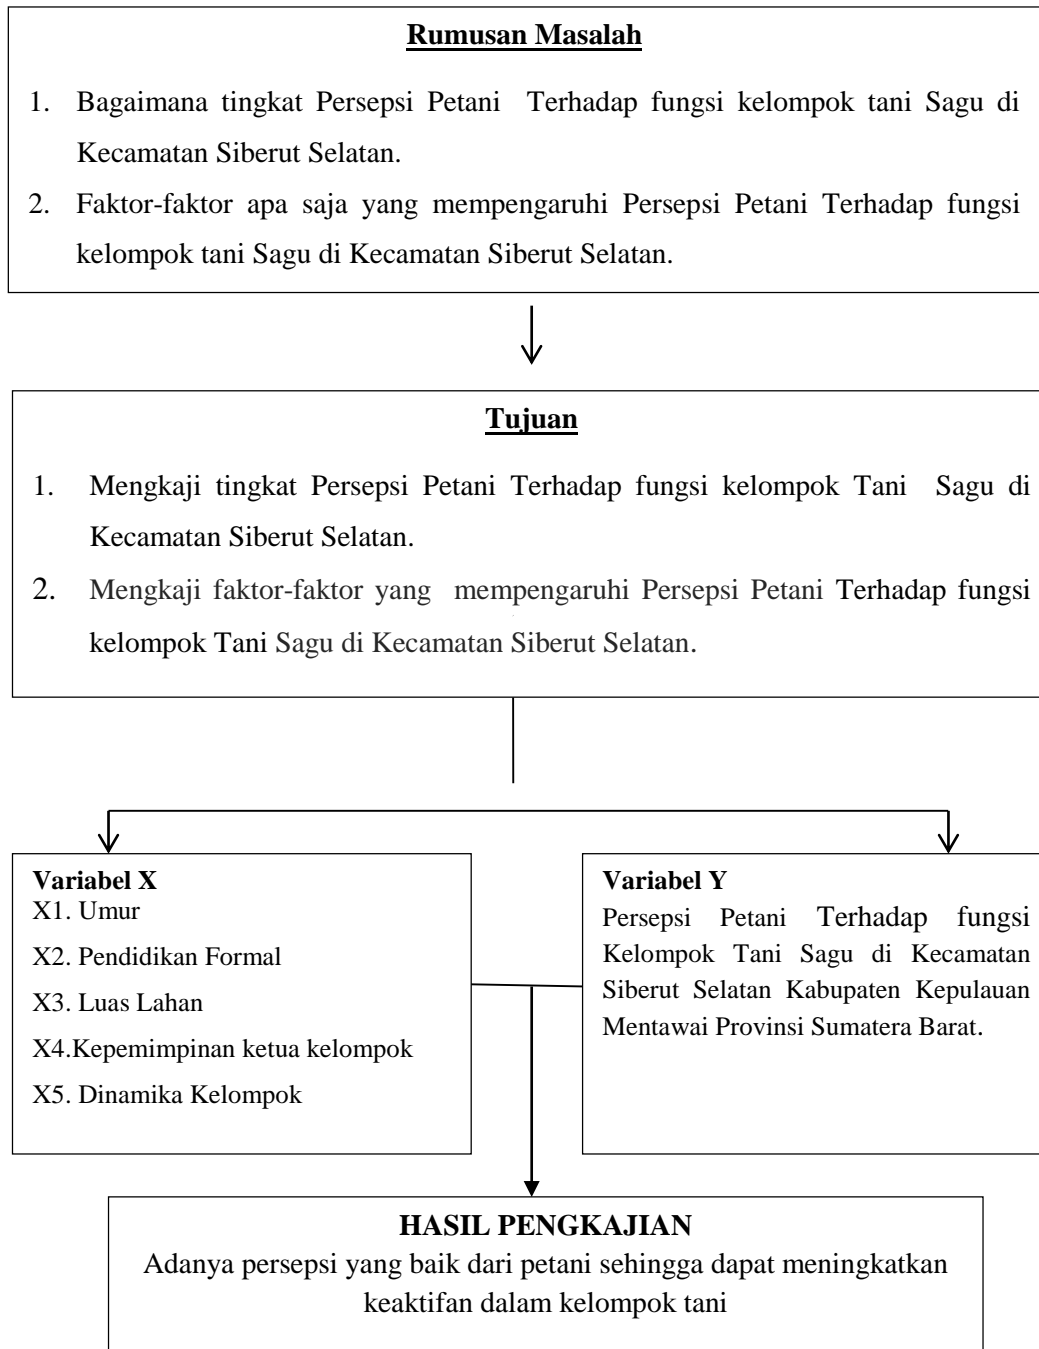 Rumusan Masalah
1. Bagaimana tingkat Persepsi Petani Terhadap fungsi kelompok tani Sagu di
Kecamatan Siberut Selatan.
2. Faktor-faktor apa saja yang mempengaruhi Persepsi Petani Terhadap fungsi
kelompok tani Sagu di Kecamatan Siberut Selatan.
Tujuan
1. Mengkaji tingkat Persepsi Petani Terhadap fungsi kelompok Tani Sagu di
Kecamatan Siberut Selatan.
2. Mengkaji faktor-faktor yang mempengaruhi Persepsi Petani Terhadap fungsi
kelompok Tani Sagu di Kecamatan Siberut Selatan.
Variabel X
X1. Umur
X2. Pendidikan Formal
X3. Luas Lahan
X4.Kepemimpinan ketua kelompok
X5. Dinamika Kelompok
Variabel Y
Persepsi Petani Terhadap fungsi
Kelompok Tani Sagu di Kecamatan
Siberut Selatan Kabupaten Kepulauan
Mentawai Provinsi Sumatera Barat.
HASIL PENGKAJIAN
Adanya persepsi yang baik dari petani sehingga dapat meningkatkan
keaktifan dalam kelompok tani